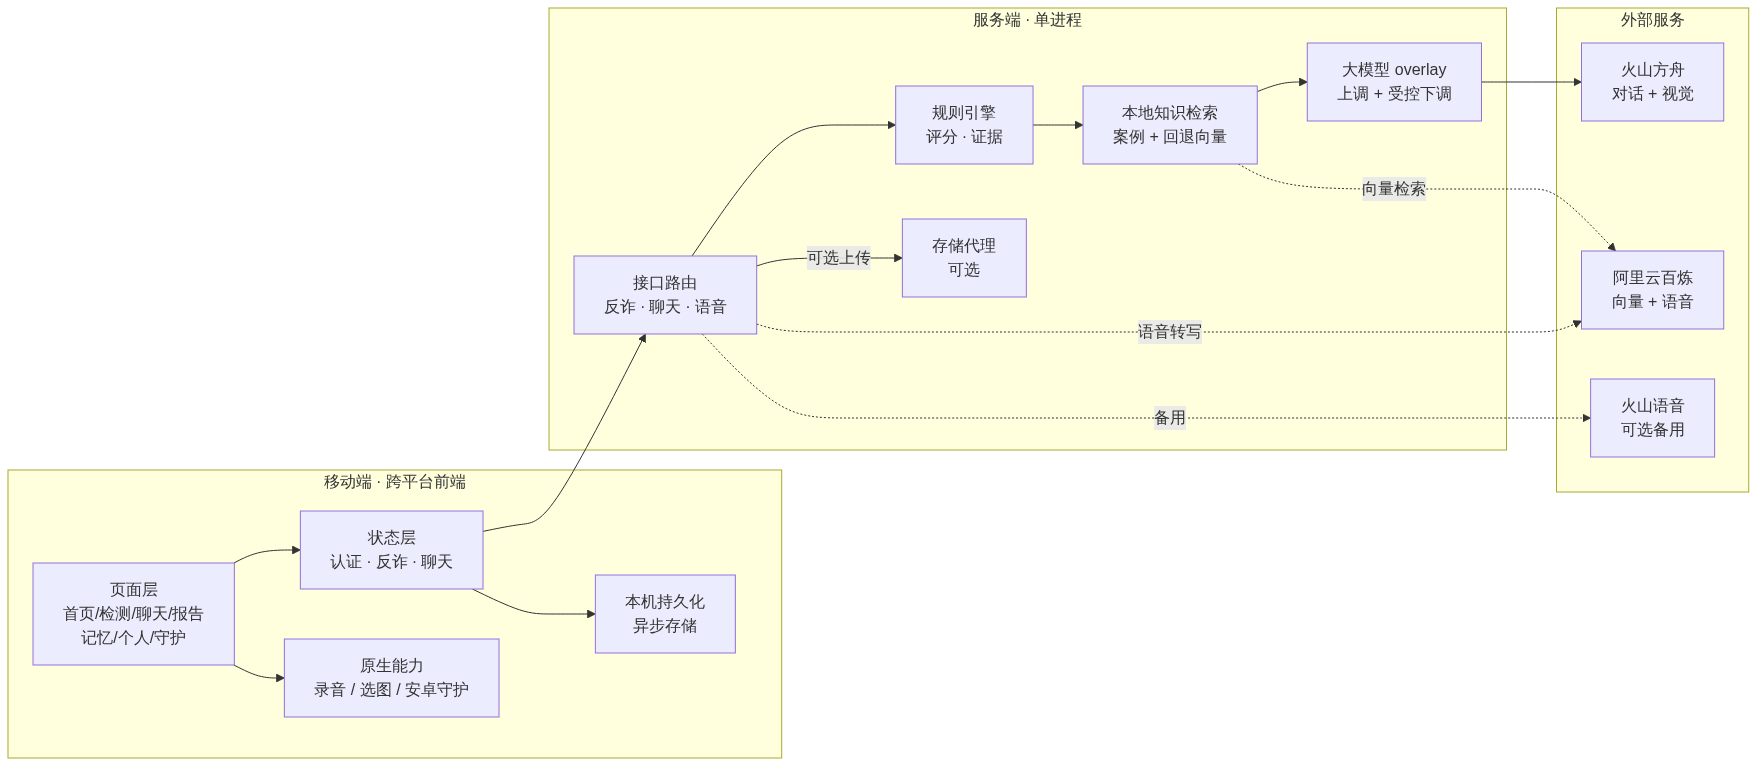 服务端 · 单进程
外部服务
大模型 overlay
上调 + 受控下调
火山方舟
对话 + 视觉
规则引擎
评分 · 证据
本地知识检索
案例 + 回退向量
向量检索
存储代理
可选
可选上传
接口路由
反诈 · 聊天 · 语音
阿里云百炼
向量 + 语音
语音转写
备用
火山语音
可选备用
移动端 · 跨平台前端
状态层
认证 · 反诈 · 聊天
页面层
首页/检测/聊天/报告
记忆/个人/守护
本机持久化
异步存储
原生能力
录音 / 选图 / 安卓守护